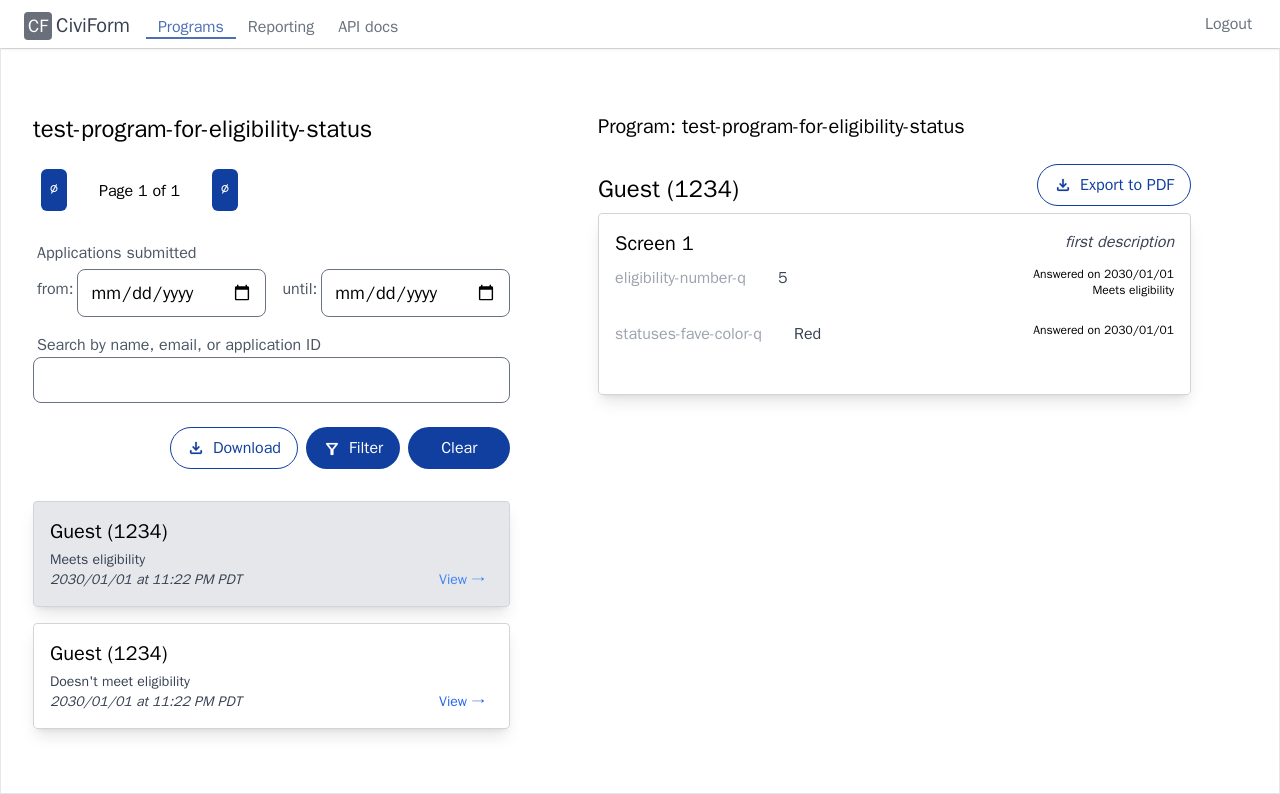 CF CiviForm Programs Reporting API docs Logout
test-program-for-eligibility-status
∅ Page 1 of 1 ∅
Applications submitted
from: mm/dd/yyyy until: mm/dd/yyyy
Search by name, email, or application ID
Download Filter Clear
Guest (1234)
Meets eligibility
2030/01/01 at 11:22 PM PDT View →
Guest (1234)
Doesn't meet eligibility
2030/01/01 at 11:22 PM PDT View →
Program: test-program-for-eligibility-status
Guest (1234) Export to PDF
Screen 1 first description
eligibility-number-q 5 Answered on 2030/01/01
Meets eligibility
statuses-fave-color-q Red Answered on 2030/01/01